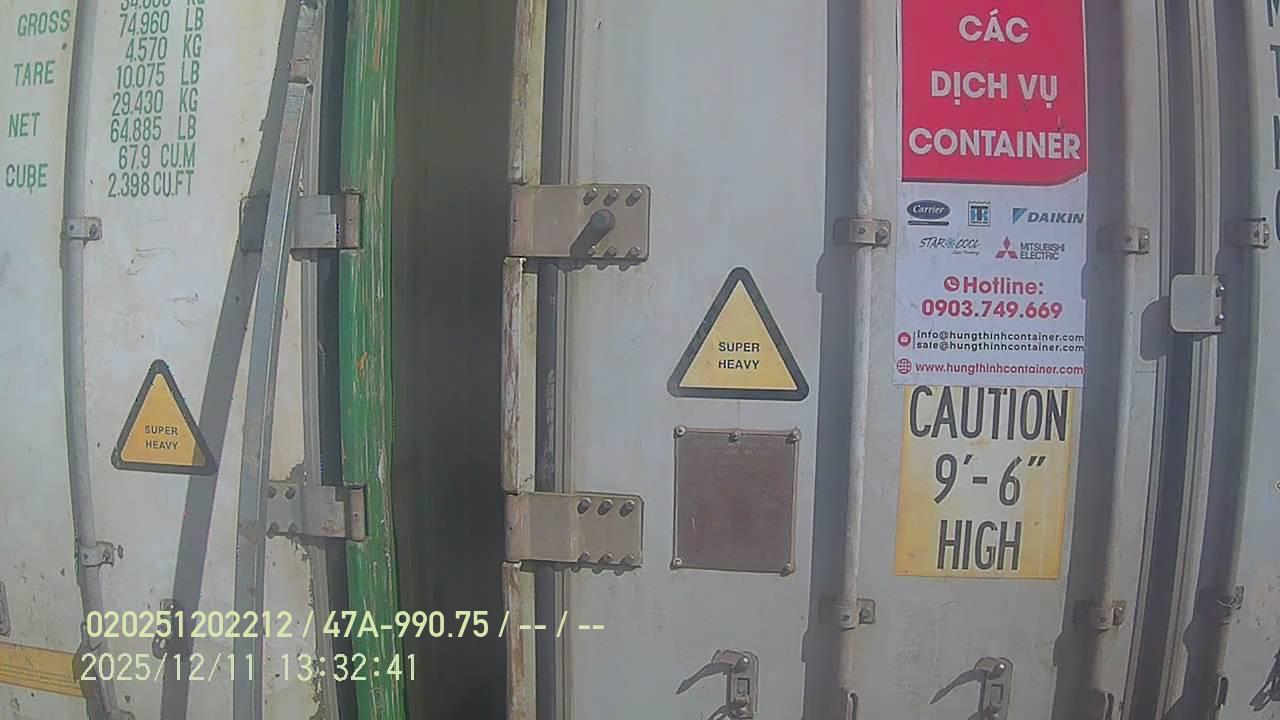 GROSS
74.960 LB
4.570 KG
TARE
10.075 LB
29.430 KG
NET
64.885 LB
67.9 CU.M
CUBE
2.398 CU.FT
SUPER
HEAVY
SUPER
HEAVY
CÁC
DỊCH VỤ
CONTAINER
Carrier
DAIKIN
STAR COOL
MITSUBISHI
ELECTRIC
Hotline:
0903.749.669
info@hungthinhcontainer.com
sale@hungthinhcontainer.com
www.hungthinhcontainer.com
CAUTION
9'-6"
HIGH
020251202212 / 47A-990.75 / -- / --
2025/12/11 13:32:41